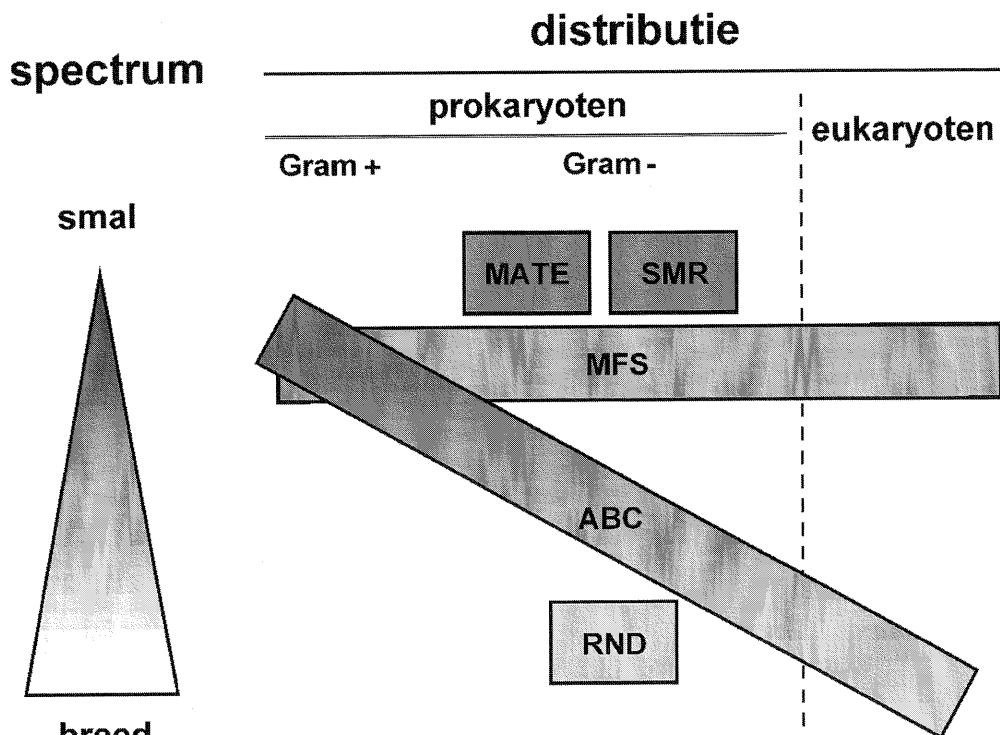 distributie
spectrum
prokaryoten
eukaryoten
Gram +
Gram -
smal
MATE
SMR
MFS
ABC
RND
breed